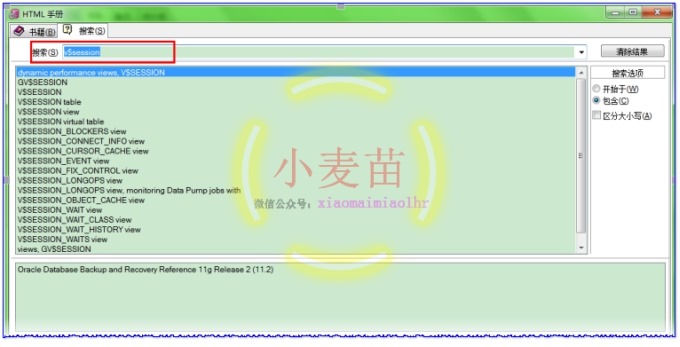 HTML 手册
书籍(B) 搜索(S)
搜索(S) v$session 清除结果
dynamic performance views, V$SESSION
GV$SESSION
V$SESSION
V$SESSION table
V$SESSION view
V$SESSION virtual table
V$SESSION_BLOCKERS view
V$SESSION_CONNECT_INFO view
V$SESSION_CURSOR_CACHE view
V$SESSION_EVENT view
V$SESSION_FIX_CONTROL view
V$SESSION_LONGOPS
V$SESSION_LONGOPS view
V$SESSION_LONGOPS view, monitoring Data Pump jobs with
V$SESSION_OBJECT_CACHE view
V$SESSION_WAIT view
V$SESSION_WAIT_CLASS view
V$SESSION_WAIT_HISTORY view
V$SESSION_WAITS view
views, GV$SESSION
搜索选项
开始于(W)
包含(C)
区分大小写(A)
小麦苗
微信公众号:xiaomaimiaolhr
Oracle Database Backup and Recovery Reference 11g Release 2 (11.2)